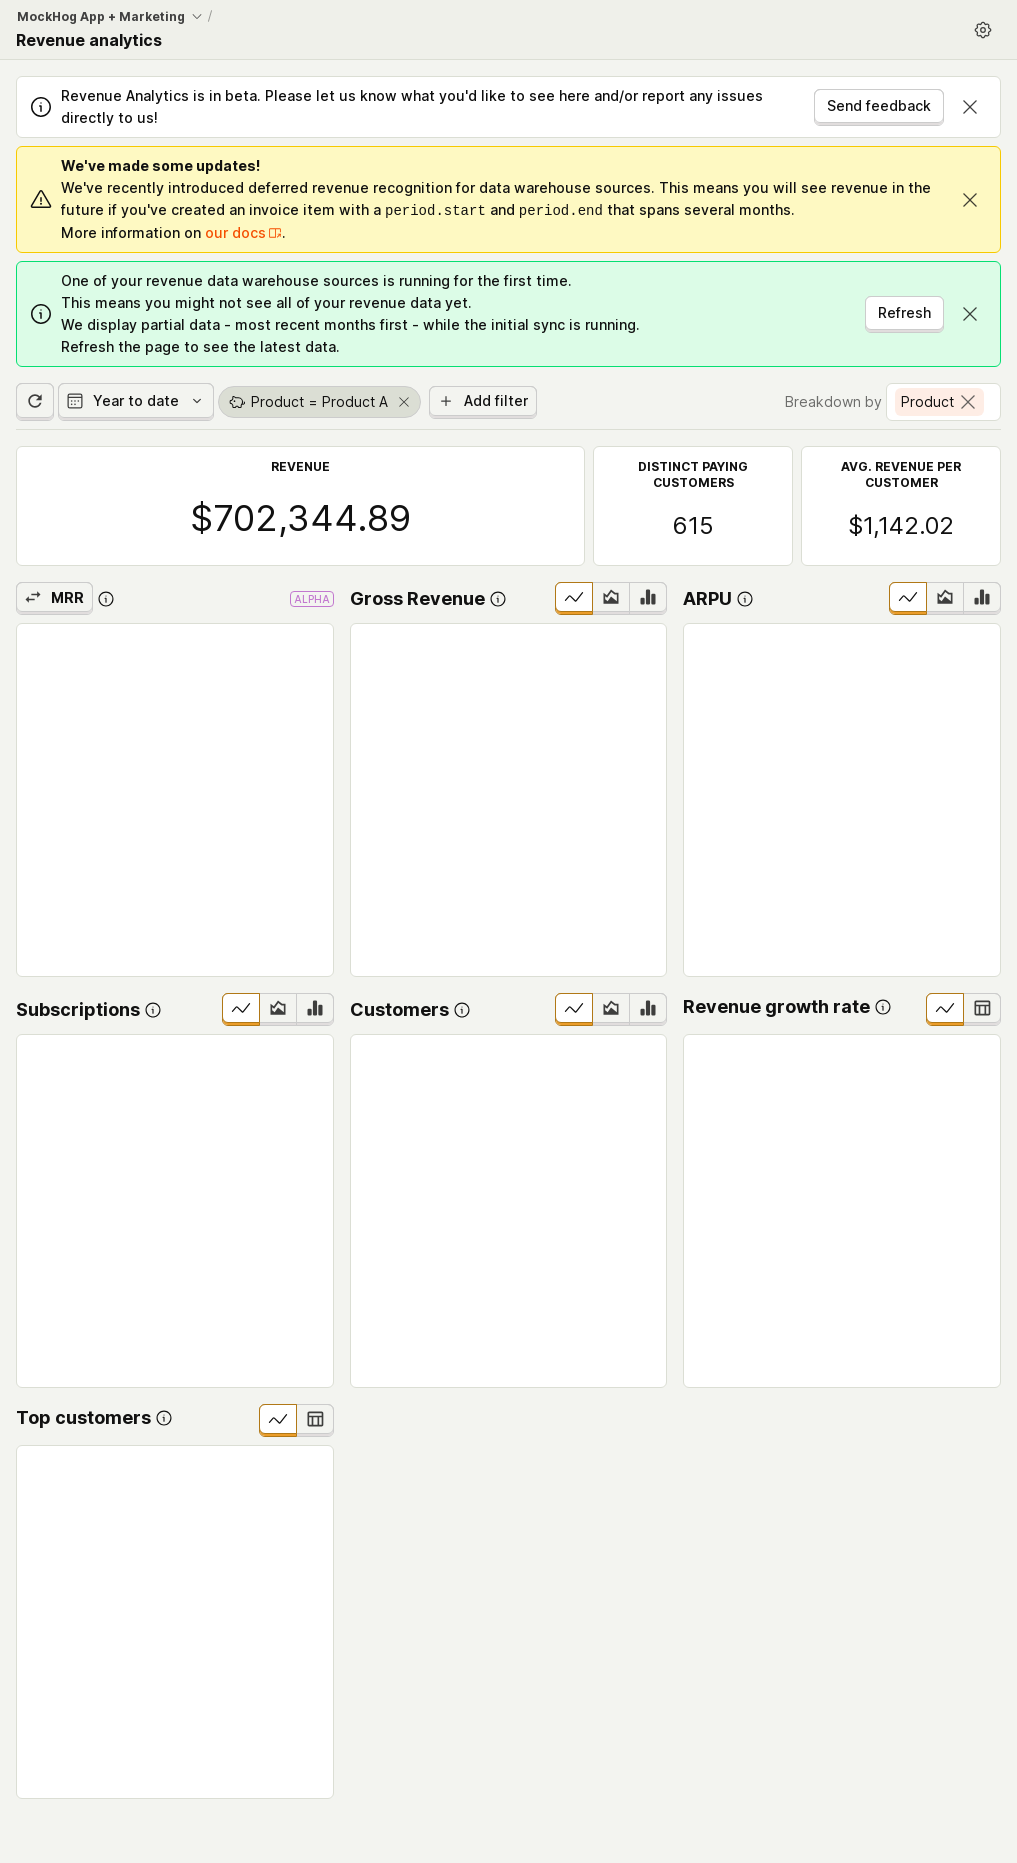 MockHog App + Marketing /
Revenue analytics
Revenue Analytics is in beta. Please let us know what you'd like to see here and/or report any issues
directly to us!
Send feedback
We've made some updates!
We've recently introduced deferred revenue recognition for data warehouse sources. This means you will see revenue in the
future if you've created an invoice item with a period.start and period.end that spans several months.
More information on our docs.
One of your revenue data warehouse sources is running for the first time.
This means you might not see all of your revenue data yet.
We display partial data - most recent months first - while the initial sync is running.
Refresh the page to see the latest data.
Refresh
Year to date
Product = Product A
Add filter
Breakdown by
Product
REVENUE
$702,344.89
DISTINCT PAYING
CUSTOMERS
615
AVG. REVENUE PER
CUSTOMER
$1,142.02
MRR
ALPHA
Gross Revenue
ARPU
Subscriptions
Customers
Revenue growth rate
Top customers